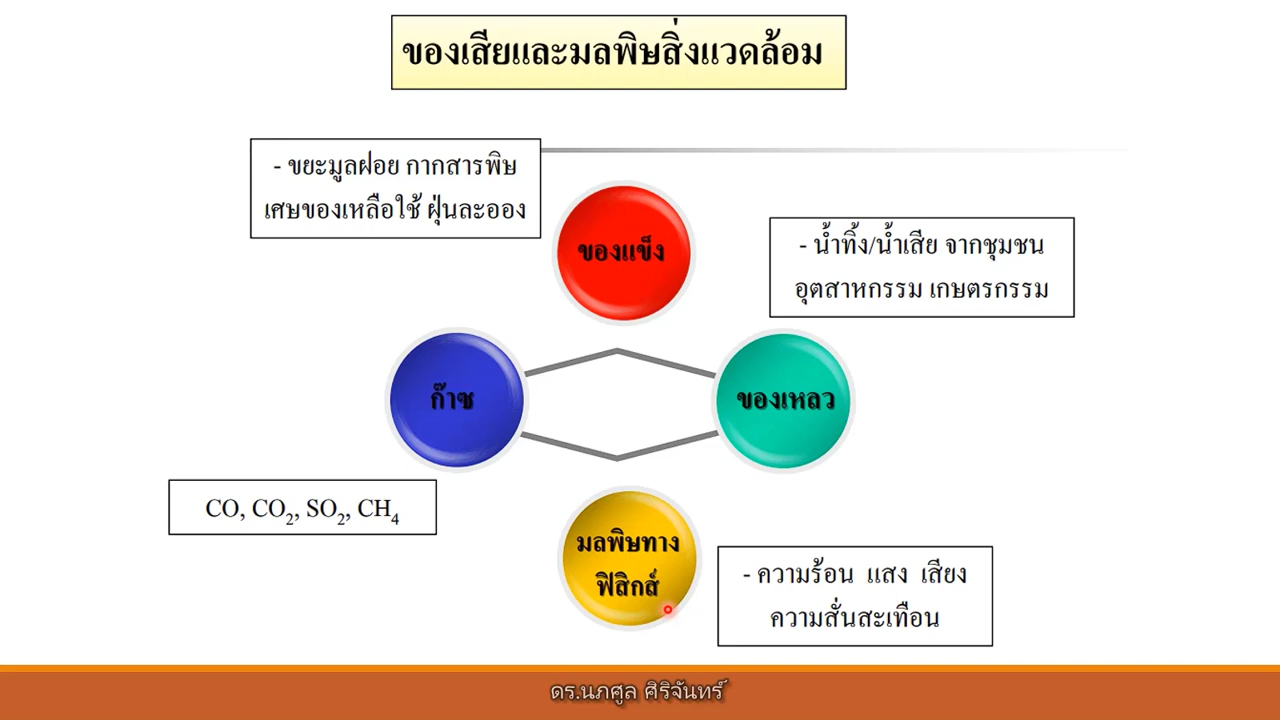 ของเสียและมลพิษสิ่งแวดล้อม
- ขยะมูลฝอย กากสารพิษ
เศษของเหลือใช้ ฝุ่นละออง
ของแข็ง
- น้ำทิ้ง/น้ำเสีย จากชุมชน
อุตสาหกรรม เกษตรกรรม
ก๊าซ
ของเหลว
CO, CO₂, SO₂, CH₄
มลพิษทาง
ฟิสิกส์
- ความร้อน แสง เสียง
ความสั่นสะเทือน
ดร.นภศูล ศิริจันทร์